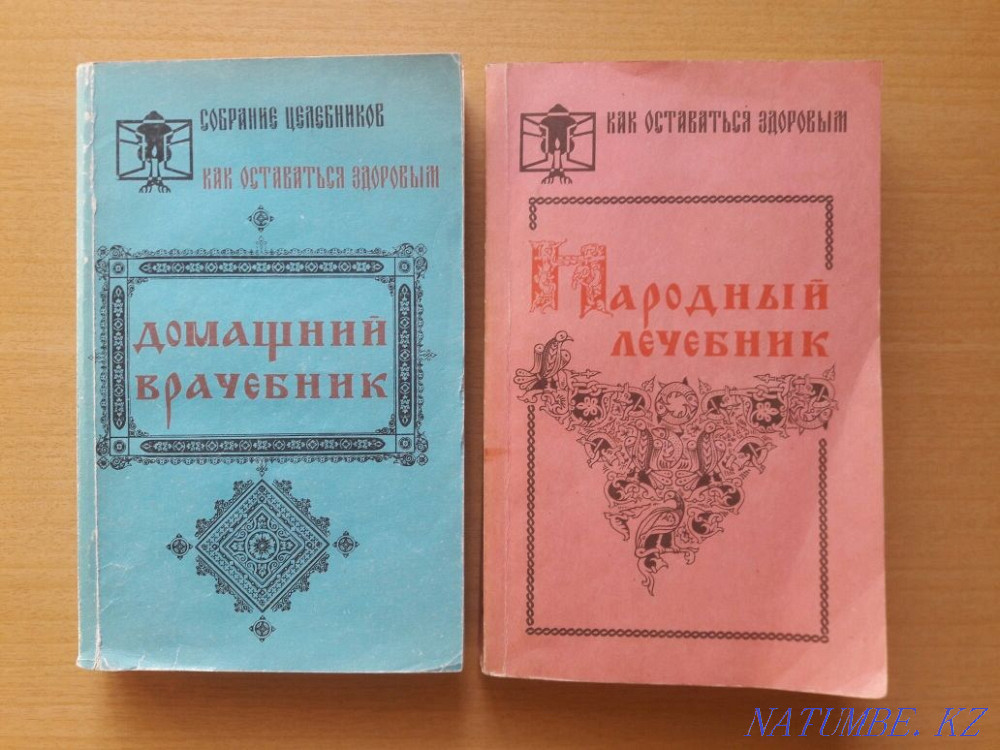 СОБРАНИЕ ЦЕЛЕБНИКОВ
КАК ОСТАВАТЬСЯ ЗДОРОВЫМ
ДОМАШНИЙ
ВРАЧЕБНИК
КАК ОСТАВАТЬСЯ ЗДОРОВЫМ
НАРОДНЫЙ
ЛЕЧЕБНИК
NATUMBE. KZ